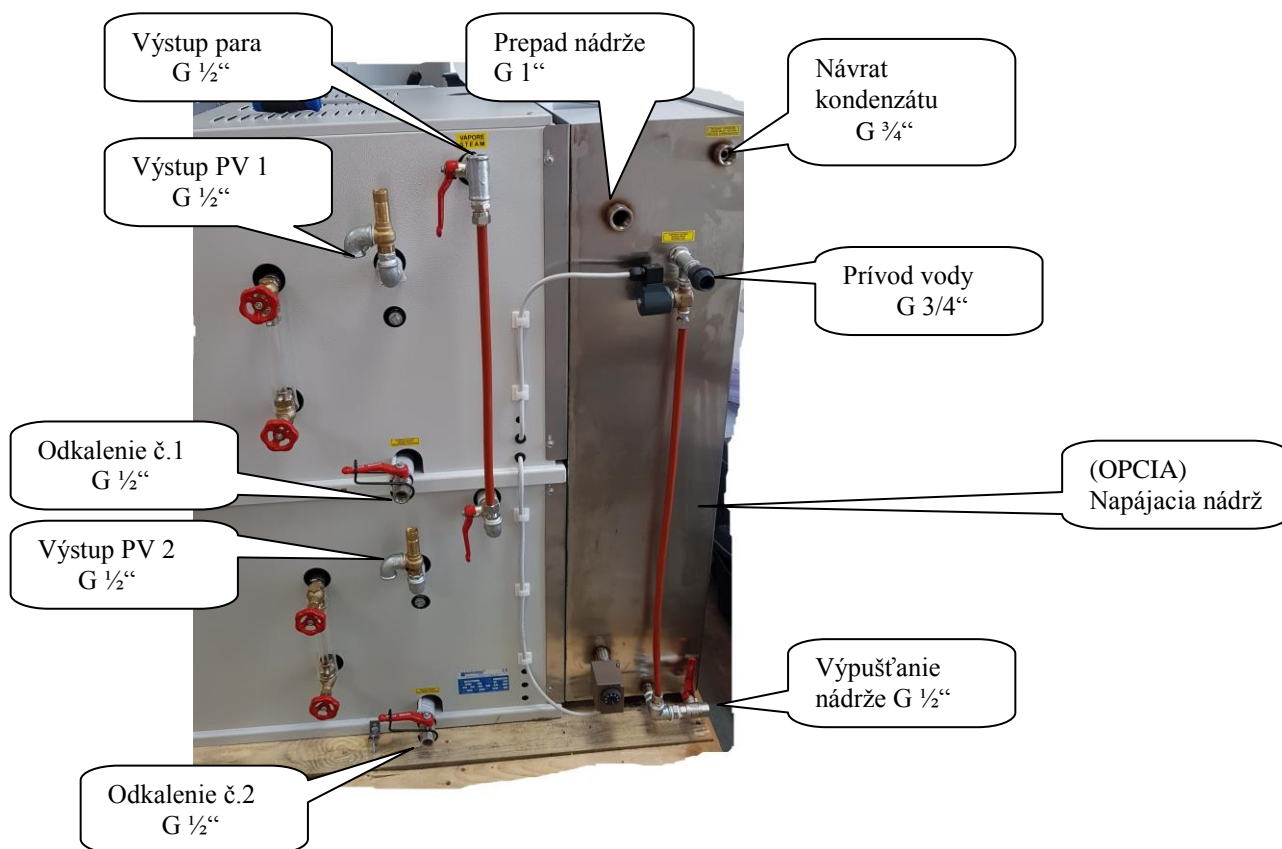 Výstup para
G ½“
Prepad nádrže
G 1“
Návrat
kondenzátu
G ¾“
VAPORE
STEAM
Výstup PV 1
G ½“
Prívod vody
G 3/4“
Odkalenie č.1
G ½“
(OPCIA)
Napájacia nádrž
Výstup PV 2
G ½“
Výpušťanie
nádrže G ½“
Odkalenie č.2
G ½“